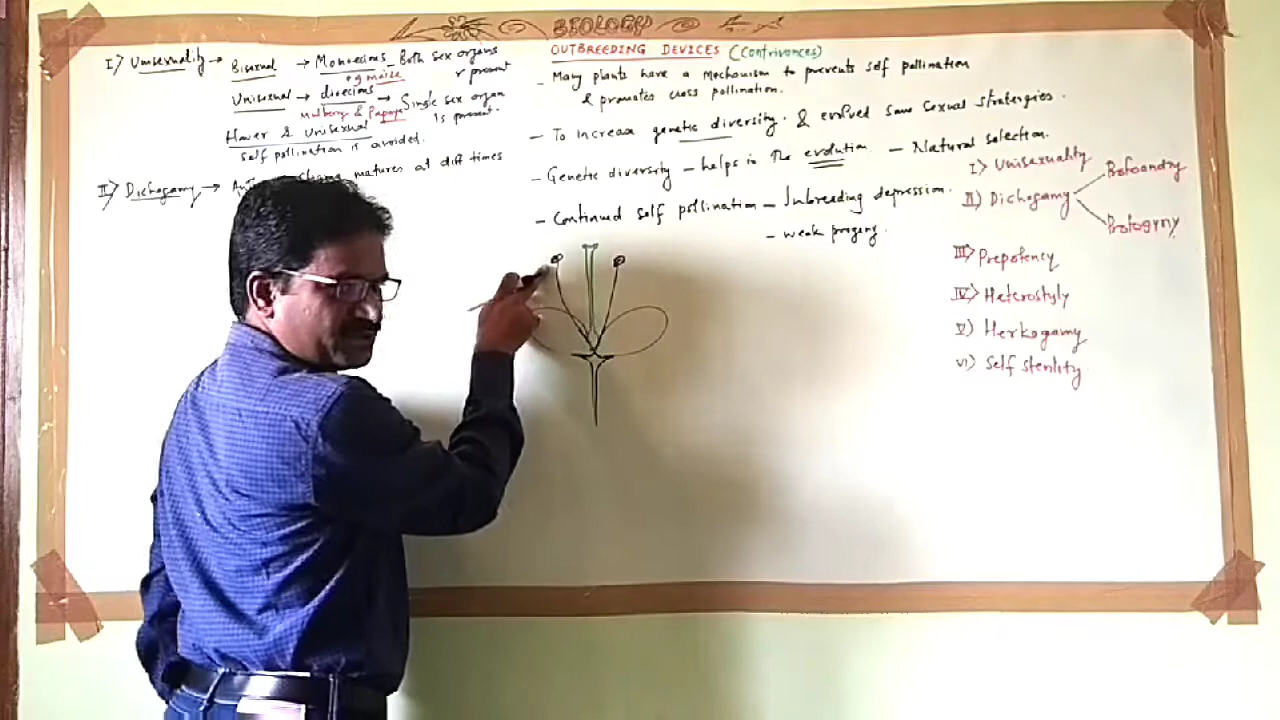 BIOLOGY
I) Unisexuality → Bisexual → Monoecious - Both sex organs
r present
eg maize
Unisexual → dioecious → Single sex organ
is present.
Mulberry & Papaya
Flower & Unisexual
self pollination is avoided.
II) Dichogamy → matures at diff times
OUTBREEDING DEVICES (Contrivances)
- Many plants have a mechanism to prevents self pollination
& promotes cross pollination.
- To increase genetic diversity. & evolved some sexual strategies.
- Genetic diversity - helps in the evolution - Natural selection.
- Continued self pollination - Inbreeding depression.
- weak progeny.
I) Unisexuality
II) Dichogamy
Protoandry
Protogyny
III) Prepotency
IV) Heterostyly
V) Herkogamy
VI) Self sterility